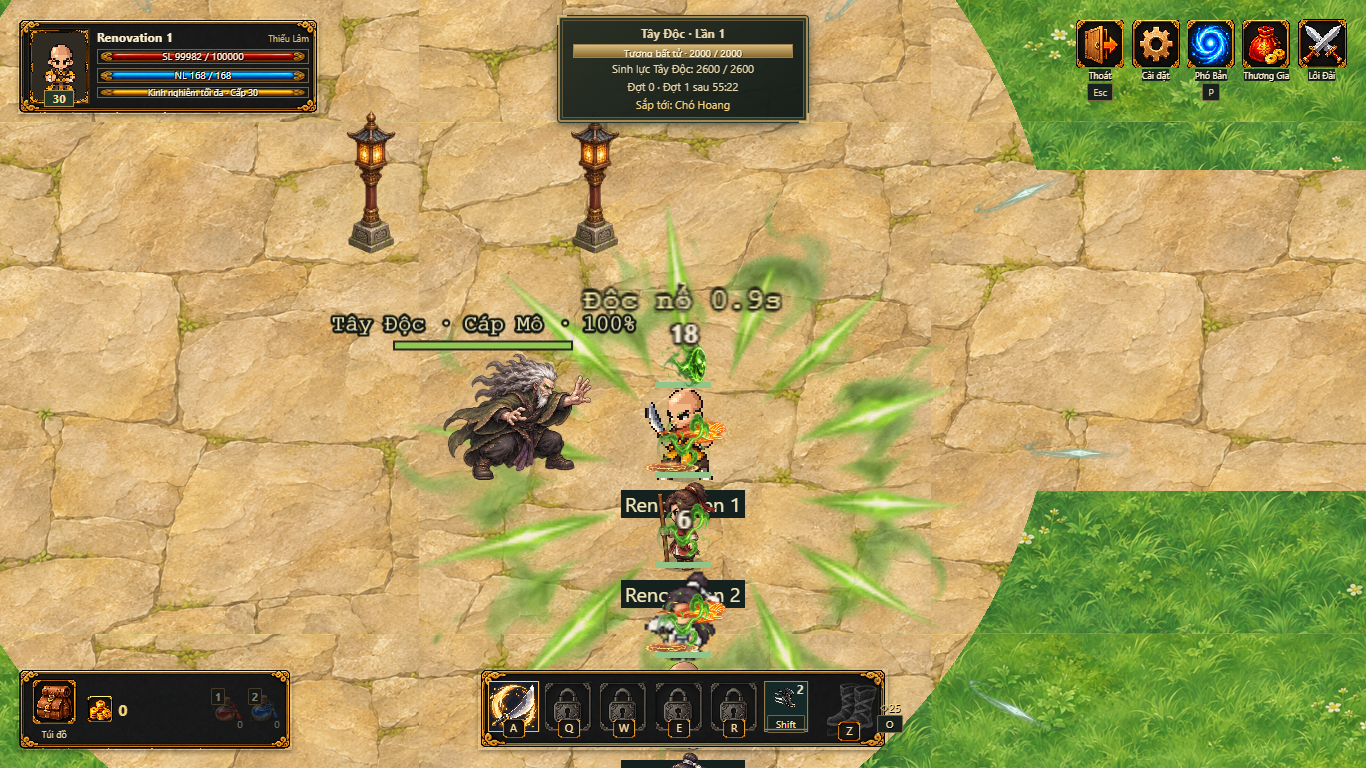 Renovation 1
Thiếu Lâm
SL 99982 / 100000
NL 168 / 168
Kinh nghiệm tối đa · Cấp 30
30
Tây Độc · Lần 1
Tương bất tử · 2000 / 2000
Sinh lực Tây Độc: 2600 / 2600
Đợt 0 · Đợt 1 sau 55:22
Sắp tới: Chó Hoang
Thoát
Cài đặt
Phó Bản
Thương Gia
Lôi Đài
Esc
P
Độc nổ 0.9s
Tây Độc · Cáp Mô · 100%
18
6
Túi đồ
0
1
2
0
0
A
Q
W
E
R
2
Shift
Z
25
O